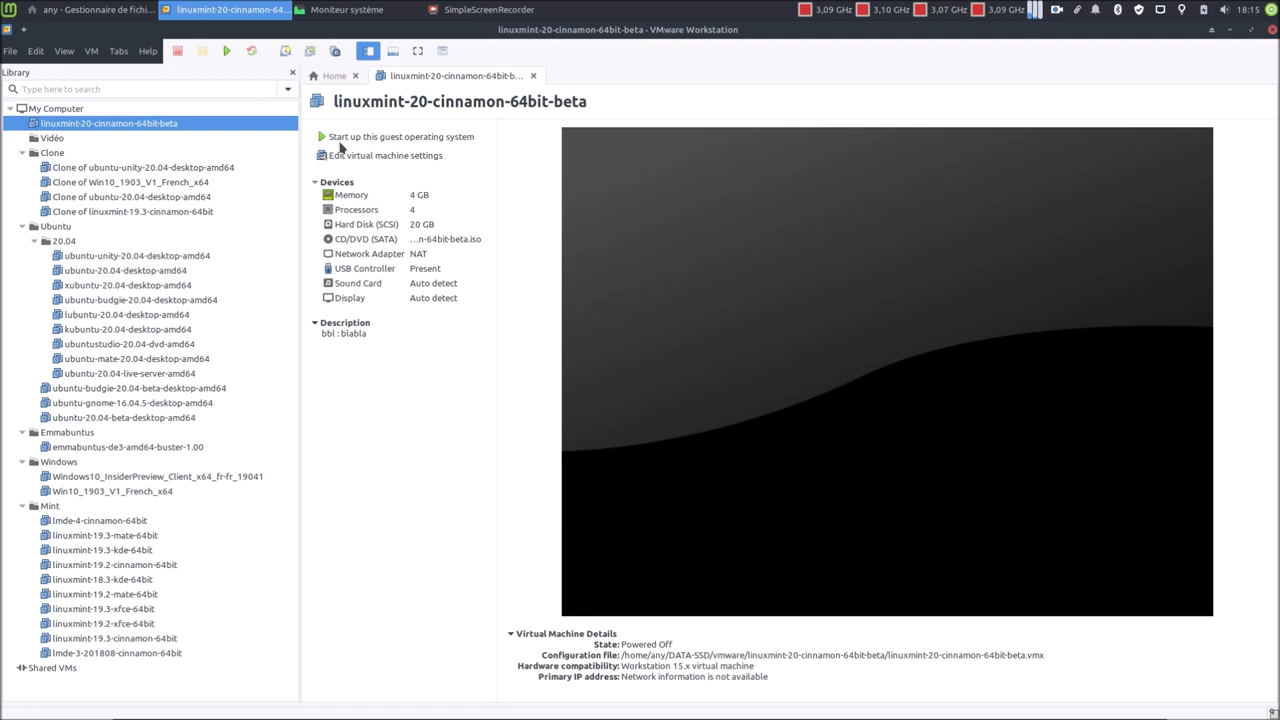 any - Gestionnaire de fichi...
linuxmint-20-cinnamon-64...
Moniteur système
SimpleScreenRecorder
3,09 GHz
3,10 GHz
3,07 GHz
3,09 GHz
18:15
linuxmint-20-cinnamon-64bit-beta - VMware Workstation
File Edit View VM Tabs Help
Library
Home
linuxmint-20-cinnamon-64bit-b...
Type here to search
linuxmint-20-cinnamon-64bit-beta
My Computer
linuxmint-20-cinnamon-64bit-beta
Vidéo
Clone
Clone of ubuntu-unity-20.04-desktop-amd64
Clone of Win10_1903_V1_French_x64
Clone of ubuntu-20.04-desktop-amd64
Clone of linuxmint-19.3-cinnamon-64bit
Ubuntu
20.04
ubuntu-unity-20.04-desktop-amd64
ubuntu-20.04-desktop-amd64
xubuntu-20.04-desktop-amd64
ubuntu-budgie-20.04-desktop-amd64
lubuntu-20.04-desktop-amd64
kubuntu-20.04-desktop-amd64
ubuntustudio-20.04-dvd-amd64
ubuntu-mate-20.04-desktop-amd64
ubuntu-20.04-live-server-amd64
ubuntu-budgie-20.04-beta-desktop-amd64
ubuntu-gnome-16.04.5-desktop-amd64
ubuntu-20.04-beta-desktop-amd64
Emmabuntus
emmabuntus-de3-amd64-buster-1.00
Windows
Windows10_InsiderPreview_Client_x64_fr-fr_19041
Win10_1903_V1_French_x64
Mint
lmde-4-cinnamon-64bit
linuxmint-19.3-mate-64bit
linuxmint-19.3-kde-64bit
linuxmint-19.2-cinnamon-64bit
linuxmint-18.3-kde-64bit
linuxmint-19.2-mate-64bit
linuxmint-19.3-xfce-64bit
linuxmint-19.2-xfce-64bit
linuxmint-19.3-cinnamon-64bit
lmde-3-201808-cinnamon-64bit
Shared VMs
Start up this guest operating system
Edit virtual machine settings
Devices
Memory 4 GB
Processors 4
Hard Disk (SCSI) 20 GB
CD/DVD (SATA) ...n-64bit-beta.iso
Network Adapter NAT
USB Controller Present
Sound Card Auto detect
Display Auto detect
Description
bbl : blabla
Virtual Machine Details
State: Powered Off
Configuration file: /home/any/DATA-SSD/vmware/linuxmint-20-cinnamon-64bit-beta/linuxmint-20-cinnamon-64bit-beta.vmx
Hardware compatibility: Workstation 15.x virtual machine
Primary IP address: Network information is not available